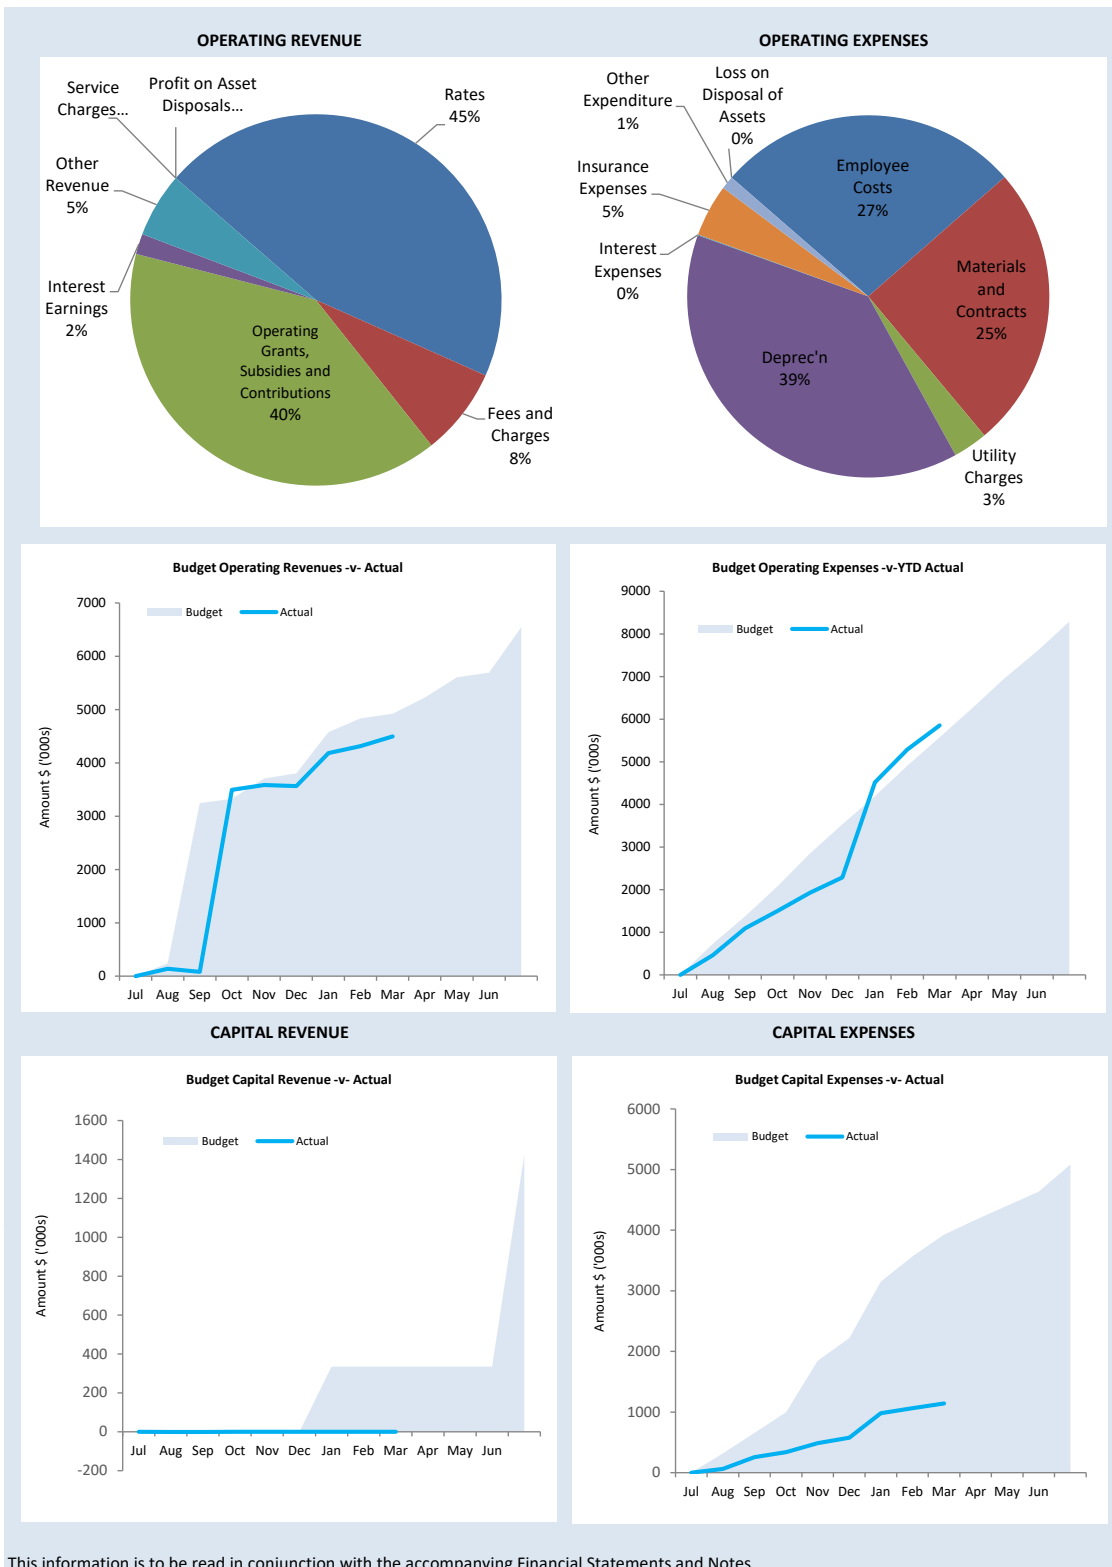 OPERATING REVENUE
Service
Charges...
Profit on Asset
Disposals...
Rates
45%
Other
Revenue
5%
Interest
Earnings
2%
Operating
Grants,
Subsidies and
Contributions
40%
Fees and
Charges
8%
OPERATING EXPENSES
Other
Expenditure
1%
Loss on
Disposal of
Assets
0%
Insurance
Expenses
5%
Interest
Expenses
0%
Employee
Costs
27%
Materials
and
Contracts
25%
Deprec'n
39%
Utility
Charges
3%
Budget Operating Revenues -v- Actual
Budget Actual
Amount $ ('000s)
7000
6000
5000
4000
3000
2000
1000
0
Jul Aug Sep Oct Nov Dec Jan Feb Mar Apr May Jun
Budget Operating Expenses -v-YTD Actual
Budget Actual
Amount $ ('000s)
9000
8000
7000
6000
5000
4000
3000
2000
1000
0
Jul Aug Sep Oct Nov Dec Jan Feb Mar Apr May Jun
CAPITAL REVENUE
Budget Capital Revenue -v- Actual
Budget Actual
Amount $ ('000s)
1600
1400
1200
1000
800
600
400
200
0
-200
Jul Aug Sep Oct Nov Dec Jan Feb Mar Apr May Jun
CAPITAL EXPENSES
Budget Capital Expenses -v- Actual
Budget Actual
Amount $ ('000s)
6000
5000
4000
3000
2000
1000
0
Jul Aug Sep Oct Nov Dec Jan Feb Mar Apr May Jun
This information is to be read in conjunction with the accompanying Financial Statements and Notes